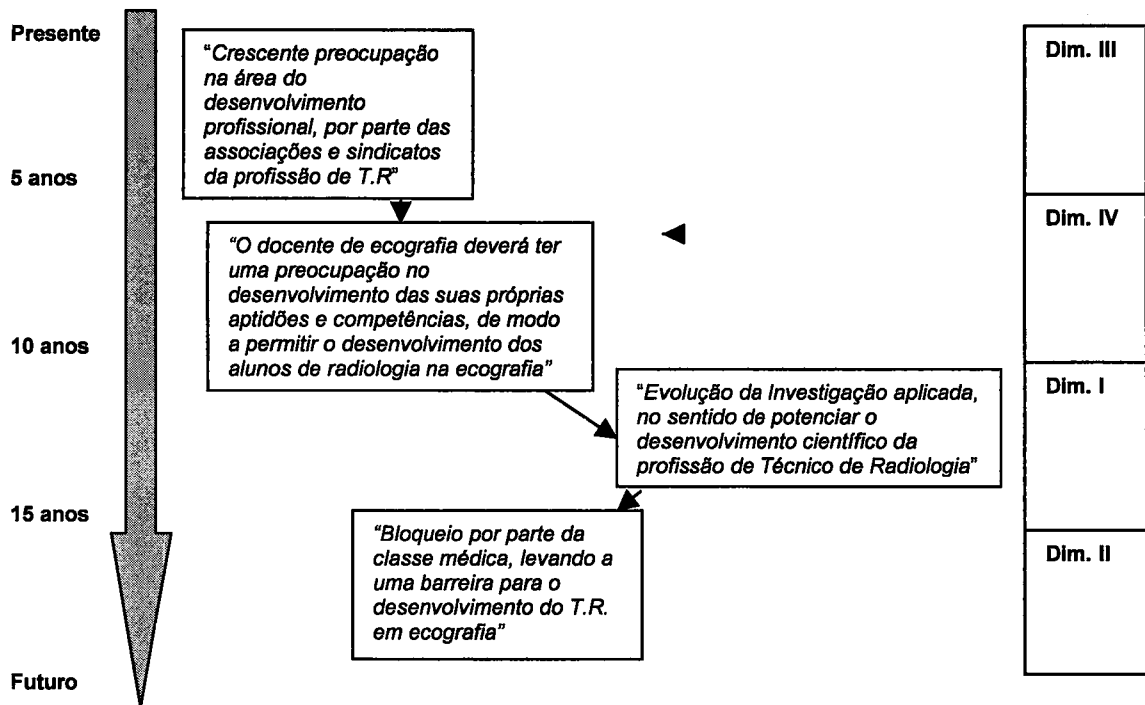 Presente
"Crescente preocupação
na área do
desenvolvimento
profissional, por parte das
associações e sindicatos
da profissão de T.R"
Dim. III
5 anos
"O docente de ecografia deverá ter
uma preocupação no
desenvolvimento das suas próprias
aptidões e competências, de modo
a permitir o desenvolvimento dos
alunos de radiologia na ecografia"
Dim. IV
10 anos
"Evolução da Investigação aplicada,
no sentido de potenciar o
desenvolvimento científico da
profissão de Técnico de Radiologia"
Dim. I
15 anos
"Bloqueio por parte da
classe médica, levando a
uma barreira para o
desenvolvimento do T.R.
em ecografia"
Dim. II
Futuro